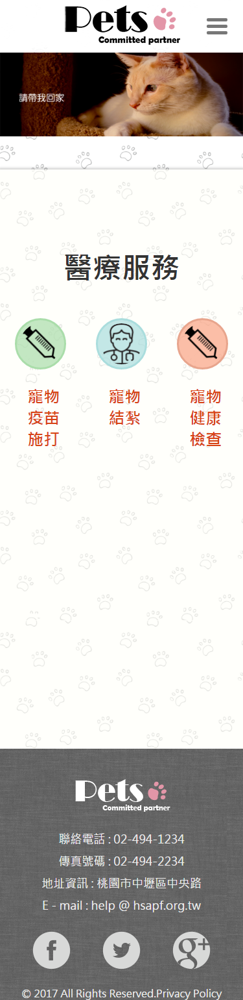 Pets
Committed partner
請帶我回家
醫療服務
寵物
疫苗
施打
寵物
結紮
寵物
健康
檢查
Pets
Committed partner
聯絡電話 : 02-494-1234
傳真號碼 : 02-494-2234
地址資訊 : 桃園市中壢區中央路
E - mail : help @ hsapf.org.tw
© 2017 All Rights Reserved.Privacy Policy